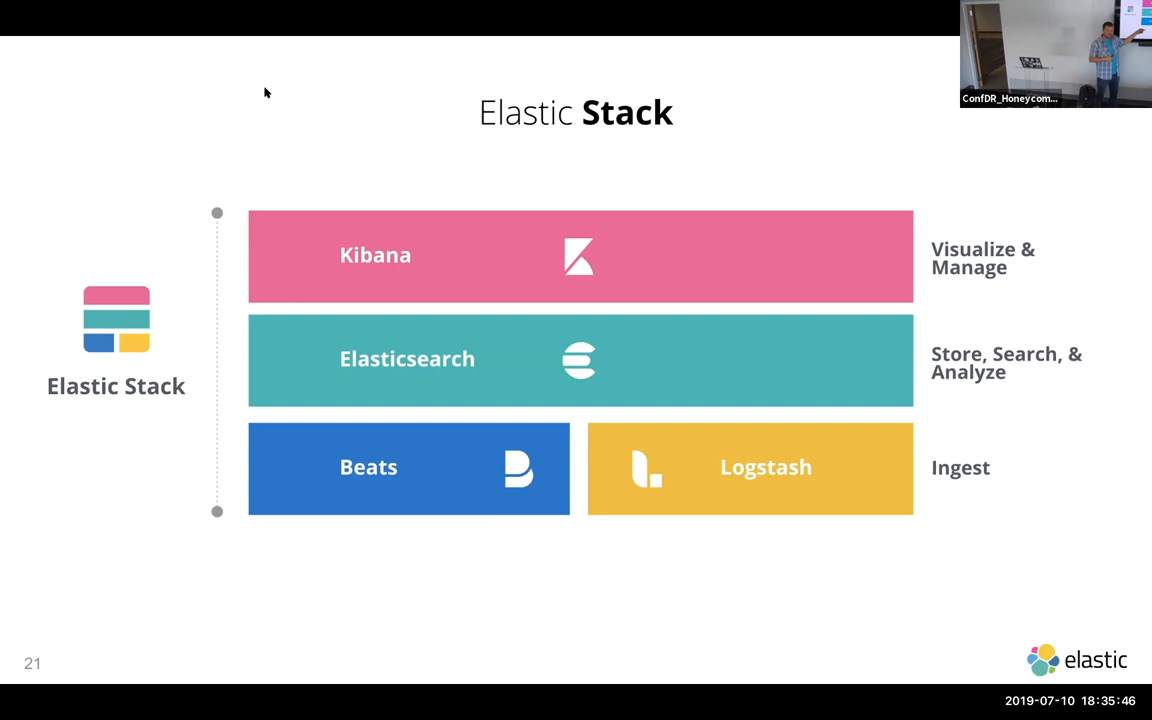 ConfDR_Honeycom...
Elastic Stack
Kibana
Visualize &
Manage
Elasticsearch
Store, Search, &
Analyze
Elastic Stack
Beats
Logstash
Ingest
21
elastic
2019-07-10 18:35:46